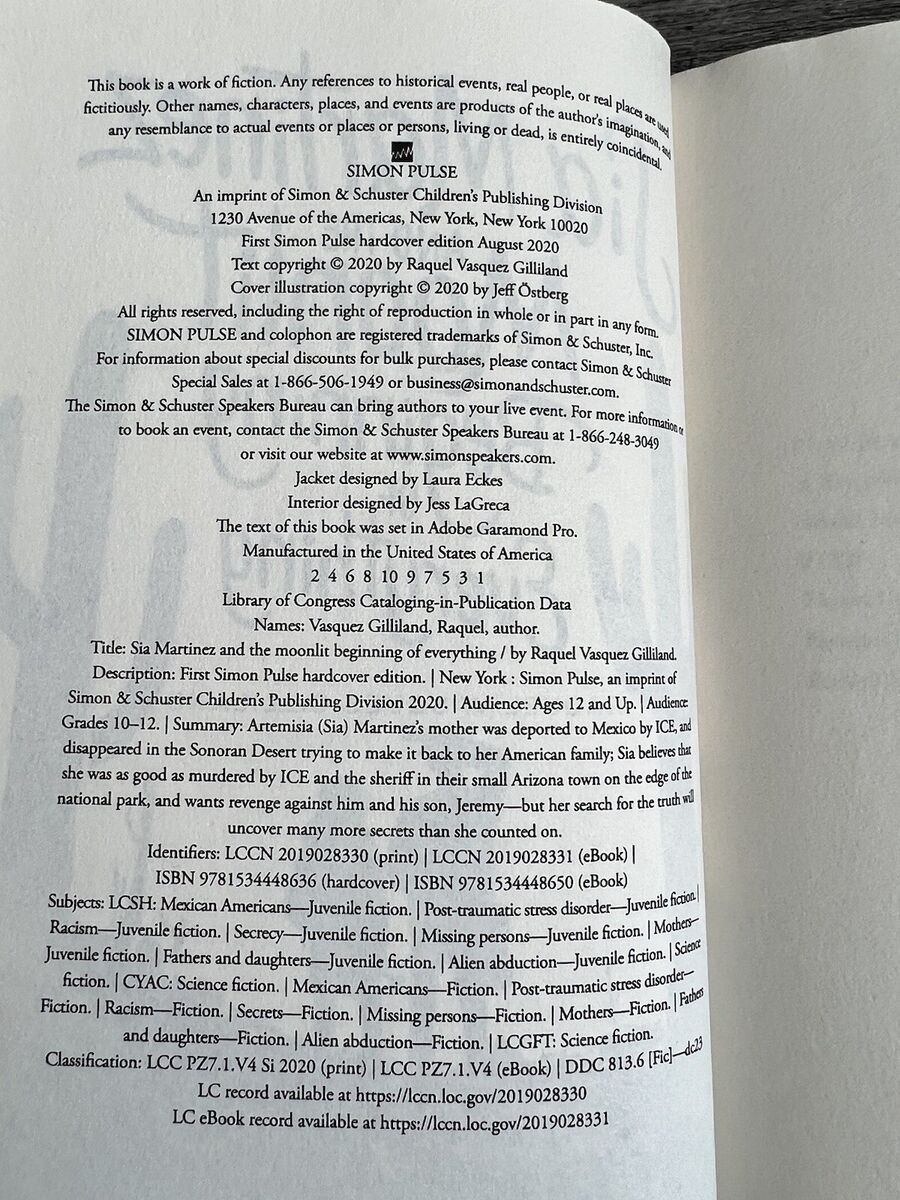 This book is a work of fiction. Any references to historical events, real people, or real places are used
fictitiously. Other names, characters, places, and events are products of the author's imagination, and
any resemblance to actual events or places or persons, living or dead, is entirely coincidental.
SIMON PULSE
An imprint of Simon & Schuster Children's Publishing Division
1230 Avenue of the Americas, New York, New York 10020
First Simon Pulse hardcover edition August 2020
Text copyright © 2020 by Raquel Vasquez Gilliland
Cover illustration copyright © 2020 by Jeff Östberg
All rights reserved, including the right of reproduction in whole or in part in any form.
SIMON PULSE and colophon are registered trademarks of Simon & Schuster, Inc.
For information about special discounts for bulk purchases, please contact Simon & Schuster
Special Sales at 1-866-506-1949 or business@simonandschuster.com.
The Simon & Schuster Speakers Bureau can bring authors to your live event. For more information or
to book an event, contact the Simon & Schuster Speakers Bureau at 1-866-248-3049
or visit our website at www.simonspeakers.com.
Jacket designed by Laura Eckes
Interior designed by Jess LaGreca
The text of this book was set in Adobe Garamond Pro.
Manufactured in the United States of America
2 4 6 8 10 9 7 5 3 1
Library of Congress Cataloging-in-Publication Data
Names: Vasquez Gilliland, Raquel, author.
Title: Sia Martinez and the moonlit beginning of everything / by Raquel Vasquez Gilliland.
Description: First Simon Pulse hardcover edition. | New York : Simon Pulse, an imprint of
Simon & Schuster Children's Publishing Division 2020. | Audience: Ages 12 and Up. | Audience
Grades 10–12. | Summary: Artemisia (Sia) Martinez's mother was deported to Mexico by ICE, and
disappeared in the Sonoran Desert trying to make it back to her American family; Sia believes that
she was as good as murdered by ICE and the sheriff in their small Arizona town on the edge of the
national park, and wants revenge against him and his son, Jeremy—but her search for the truth will
uncover many more secrets than she counted on.
Identifiers: LCCN 2019028330 (print) | LCCN 2019028331 (eBook) |
ISBN 9781534448636 (hardcover) | ISBN 9781534448650 (eBook)
Subjects: LCSH: Mexican Americans—Juvenile fiction. | Post-traumatic stress disorder—Juvenile fiction. |
Racism—Juvenile fiction. | Secrecy—Juvenile fiction. | Missing persons—Juvenile fiction. | Mothers—
Juvenile fiction. | Fathers and daughters—Juvenile fiction. | Alien abduction—Juvenile fiction. | Science
fiction. | CYAC: Science fiction. | Mexican Americans—Fiction. | Post-traumatic stress disorder—
Fiction. | Racism—Fiction. | Secrets—Fiction. | Missing persons—Fiction. | Mothers—Fiction. | Fathers
and daughters—Fiction. | Alien abduction—Fiction. | LCGFT: Science fiction.
Classification: LCC PZ7.1.V4 Si 2020 (print) | LCC PZ7.1.V4 (eBook) | DDC 813.6 [Fic]—dc23
LC record available at https://lccn.loc.gov/2019028330
LC eBook record available at https://lccn.loc.gov/2019028331